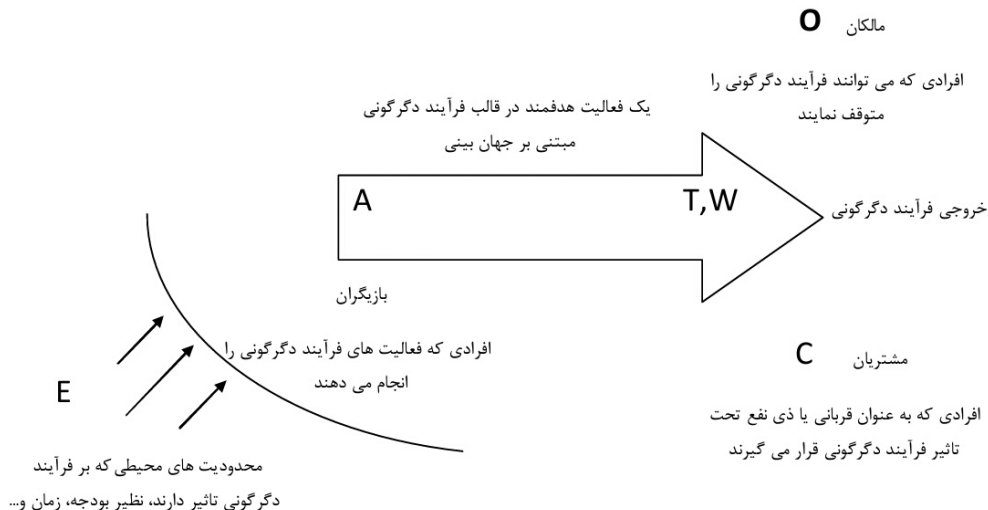 O مالکان
افرادی که می توانند فرآیند دگرگونی را
متوقف نمایند
یک فعالیت هدفمند در قالب فرآیند دگرگونی
مبتنی بر جهان بینی
A
T,W
خروجی فرآیند دگرگونی
بازیگران
افرادی که فعالیت های فرآیند دگرگونی را
انجام می دهند
C مشتریان
افرادی که به عنوان قربانی یا ذی نفع تحت
تاثیر فرآیند دگرگونی قرار می گیرند
E
محدودیت های محیطی که بر فرآیند
دگرگونی تاثیر دارند، نظیر بودجه، زمان و...